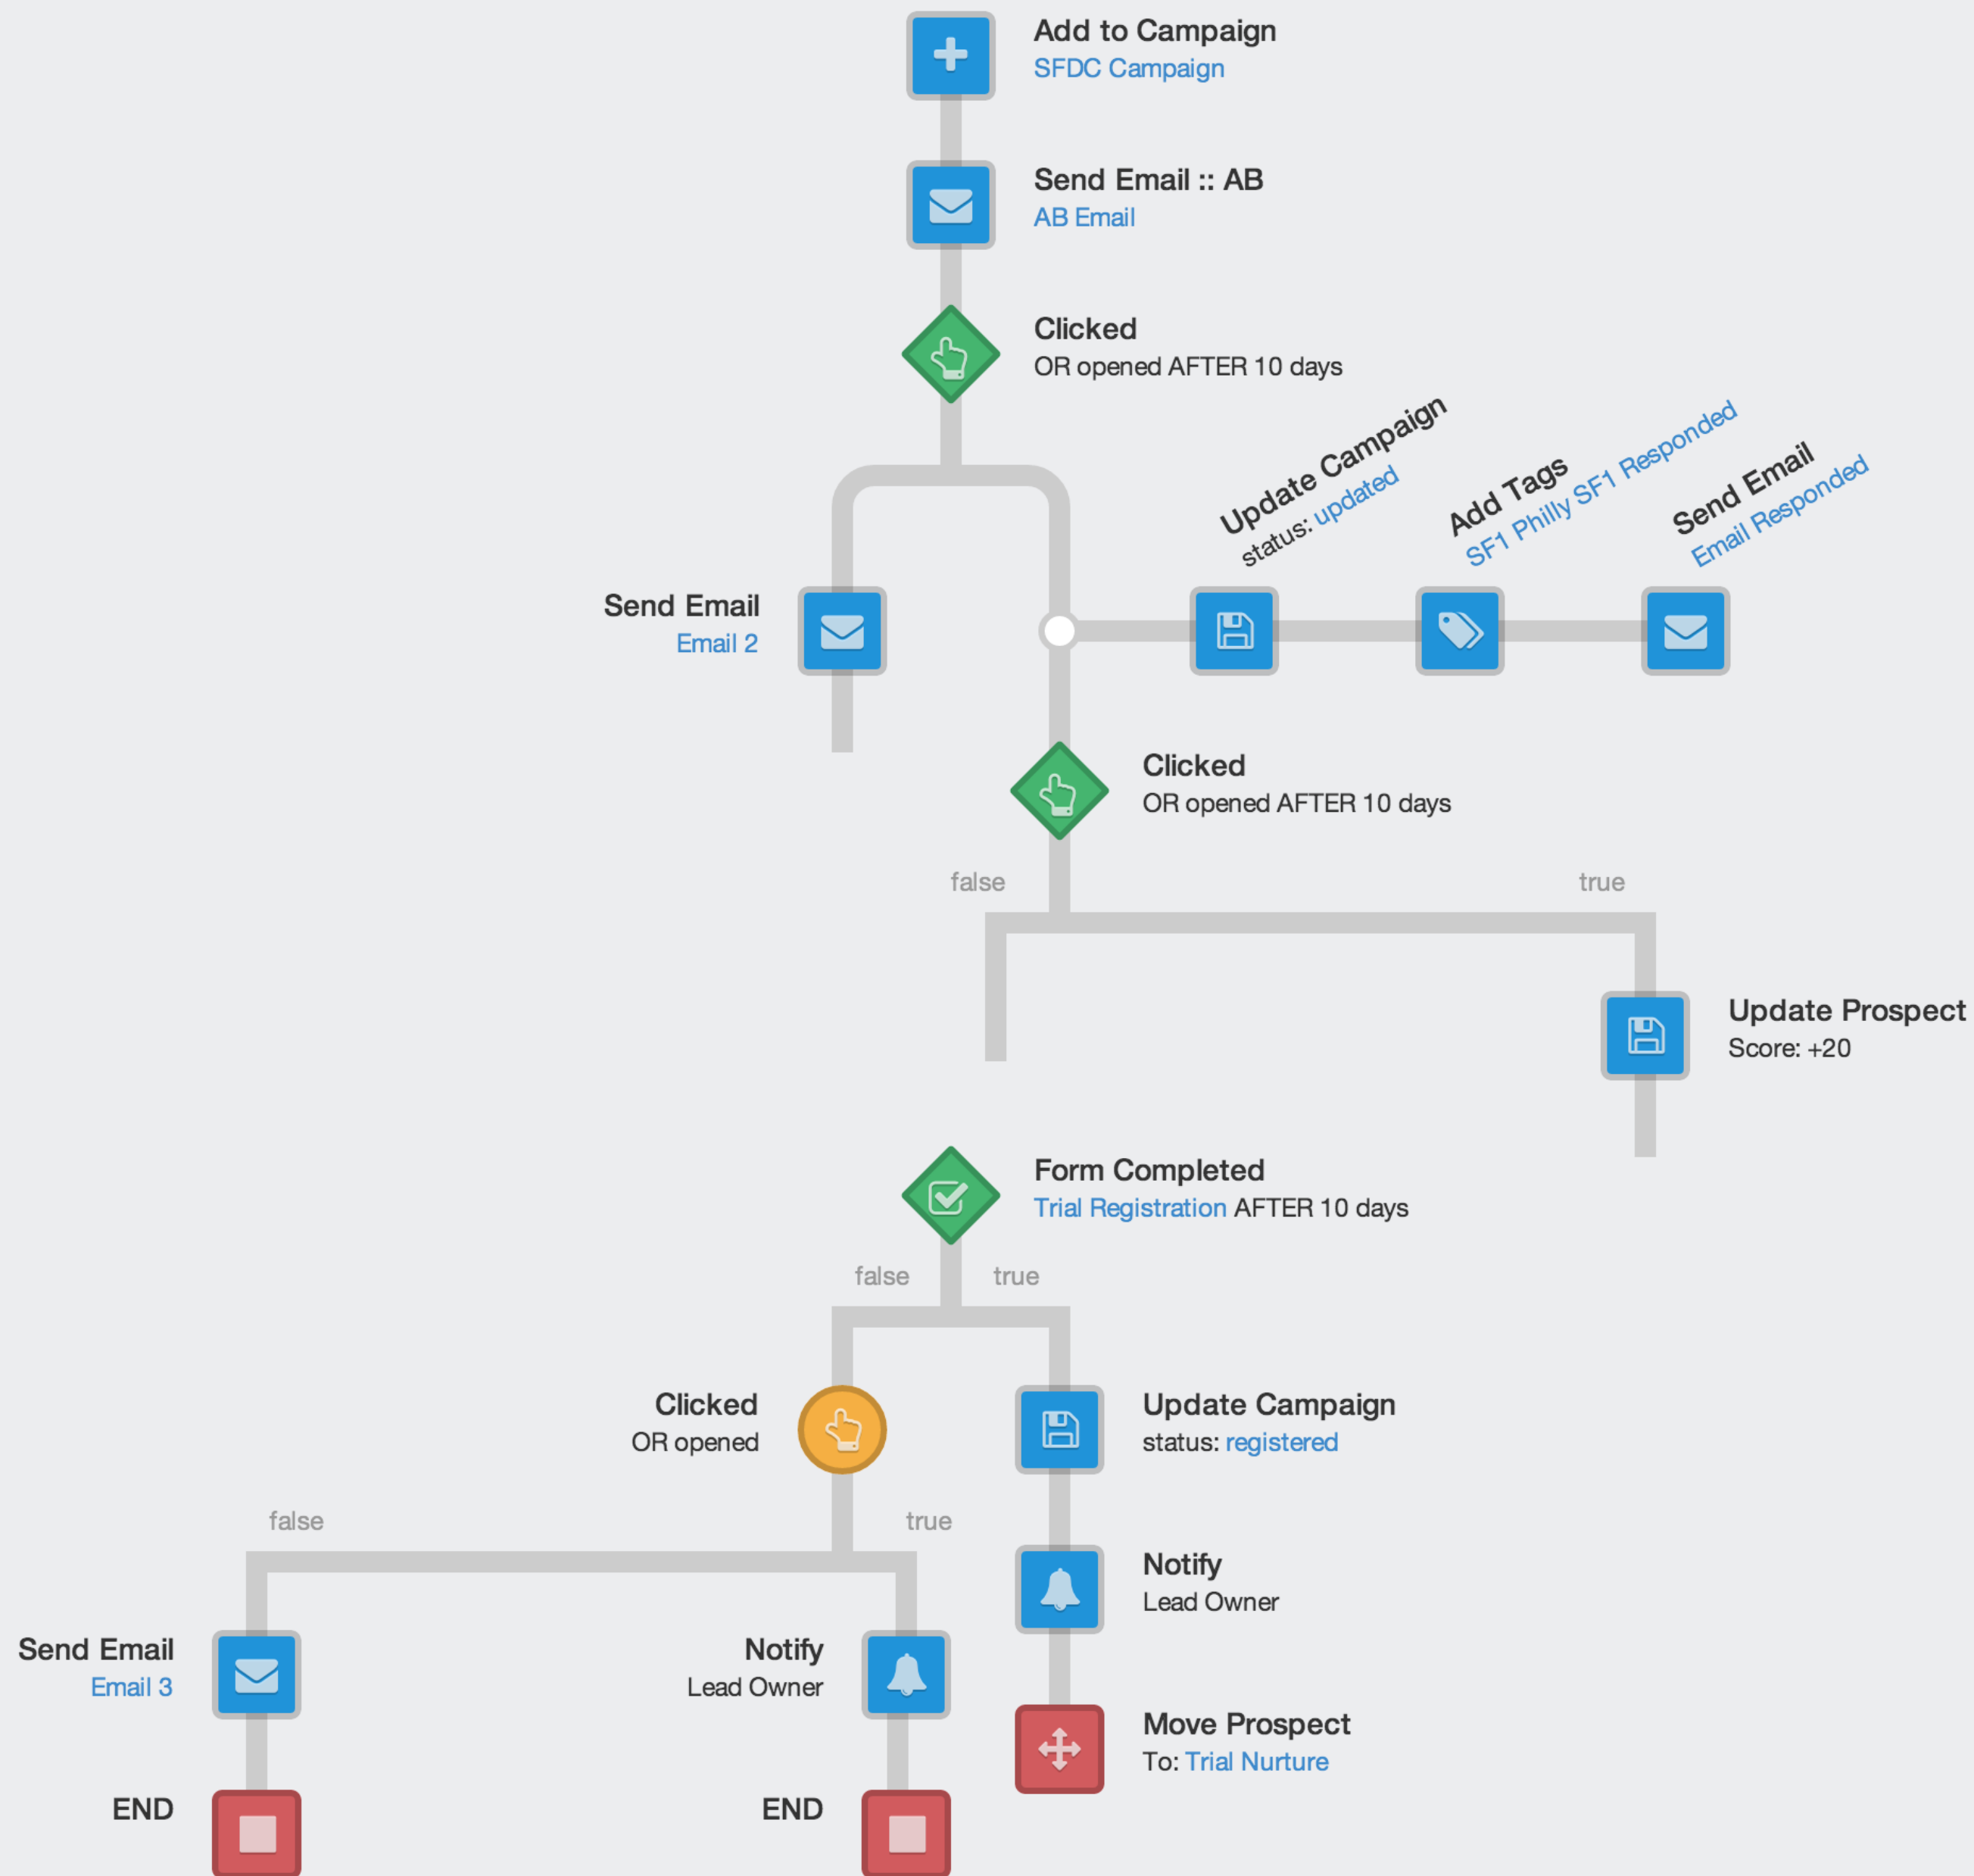 Add to Campaign
SFDC Campaign
Send Email :: AB
AB Email
Clicked
OR opened AFTER 10 days
Update Campaign
status: updated
Add Tags
SF1 Philly SF1 Responded
Send Email
Email Responded
Send Email
Email 2
Clicked
OR opened AFTER 10 days
false
true
Update Prospect
Score: +20
Form Completed
Trial Registration AFTER 10 days
false
true
Clicked
OR opened
Update Campaign
status: registered
false
true
Notify
Lead Owner
Send Email
Email 3
Notify
Lead Owner
Move Prospect
To: Trial Nurture
END
END